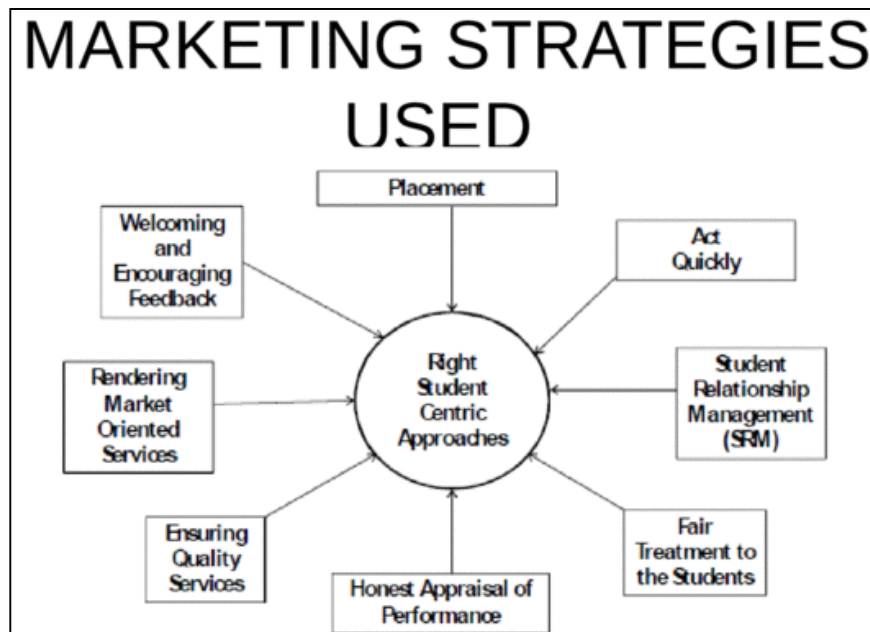 MARKETING STRATEGIES
USED
Placement
Welcoming
and
Encouraging
Feedback
Act
Quickly
Right
Student
Centric
Approaches
Rendering
Market
Oriented
Services
Student
Relationship
Management
(SRM)
Ensuring
Quality
Services
Fair
Treatment to
the Students
Honest Appraisal of
Performance